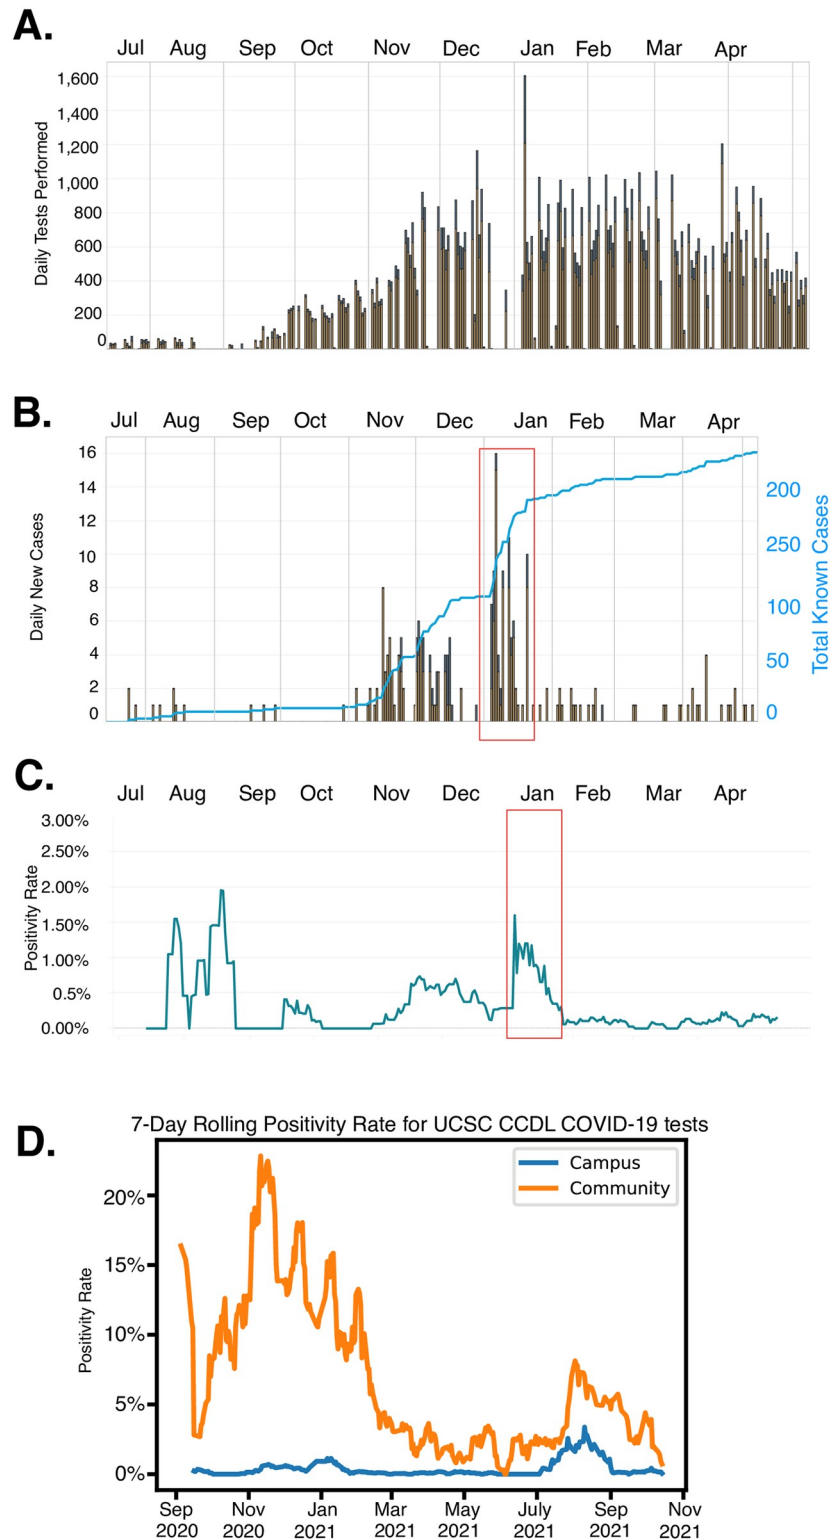 A.
Jul Aug Sep Oct Nov Dec Jan Feb Mar Apr
1,600
1,400
1,200
1,000
800
600
400
200
0
Daily Tests Performed
B.
Jul Aug Sep Oct Nov Dec Jan Feb Mar Apr
16
14
12
10
8
6
4
2
0
Daily New Cases
200
250
100
50
0
Total Known Cases
C.
Jul Aug Sep Oct Nov Dec Jan Feb Mar Apr
3.00%
2.50%
2.00%
1.50%
1.00%
0.5%
0.00%
Positivity Rate
D.
7-Day Rolling Positivity Rate for UCSC CCDL COVID-19 tests
Campus
Community
20%
15%
10%
5%
0%
Positivity Rate
Sep Nov Jan Mar May July Sep Nov
2020 2020 2021 2021 2021 2021 2021 2021